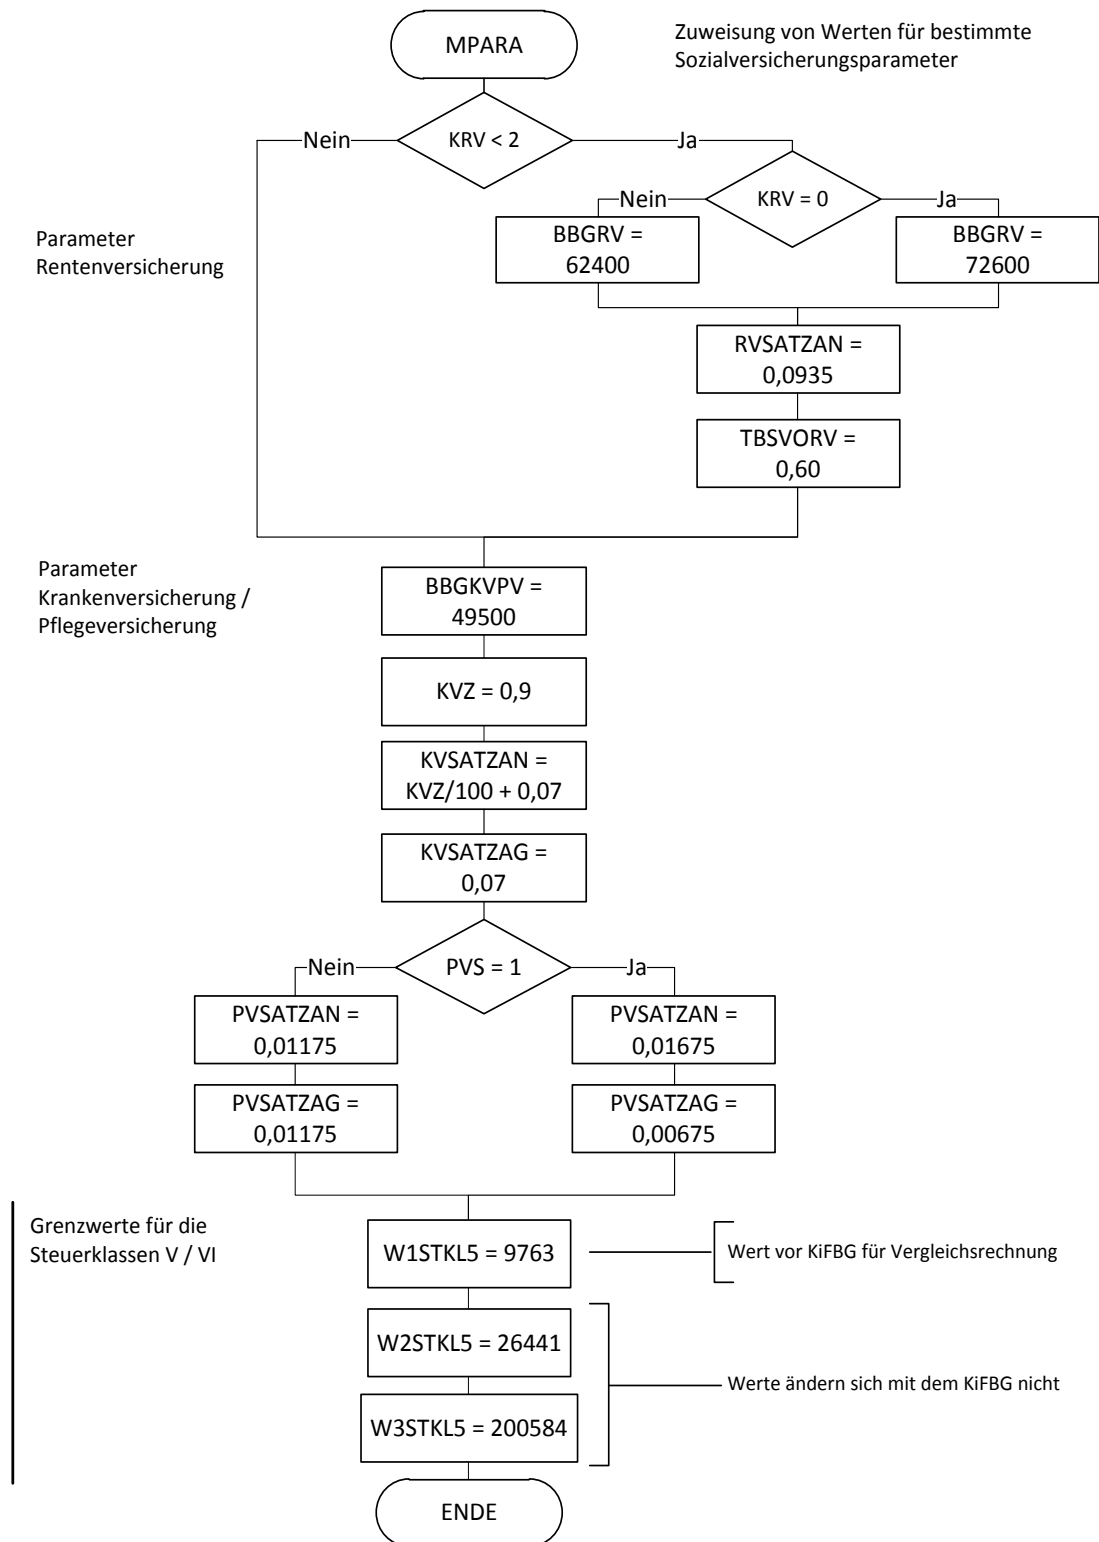 MPARA
Zuweisung von Werten für bestimmte
Sozialversicherungsparameter
Nein
KRV < 2
Ja
Nein
KRV = 0
Ja
Parameter
Rentenversicherung
BBGRV =
62400
BBGRV =
72600
RVSATZAN =
0,0935
TBSVORV =
0,60
Parameter
Krankenversicherung /
Pflegeversicherung
BBGKVPV =
49500
KVZ = 0,9
KVSATZAN =
KVZ/100 + 0,07
KVSATZAG =
0,07
Nein
PVS = 1
Ja
PVSATZAN =
0,01175
PVSATZAN =
0,01675
PVSATZAG =
0,01175
PVSATZAG =
0,00675
Grenzwerte für die
Steuerklassen V / VI
W1STKL5 = 9763
Wert vor KiFBG für Vergleichsrechnung
W2STKL5 = 26441
Werte ändern sich mit dem KiFBG nicht
W3STKL5 = 200584
ENDE